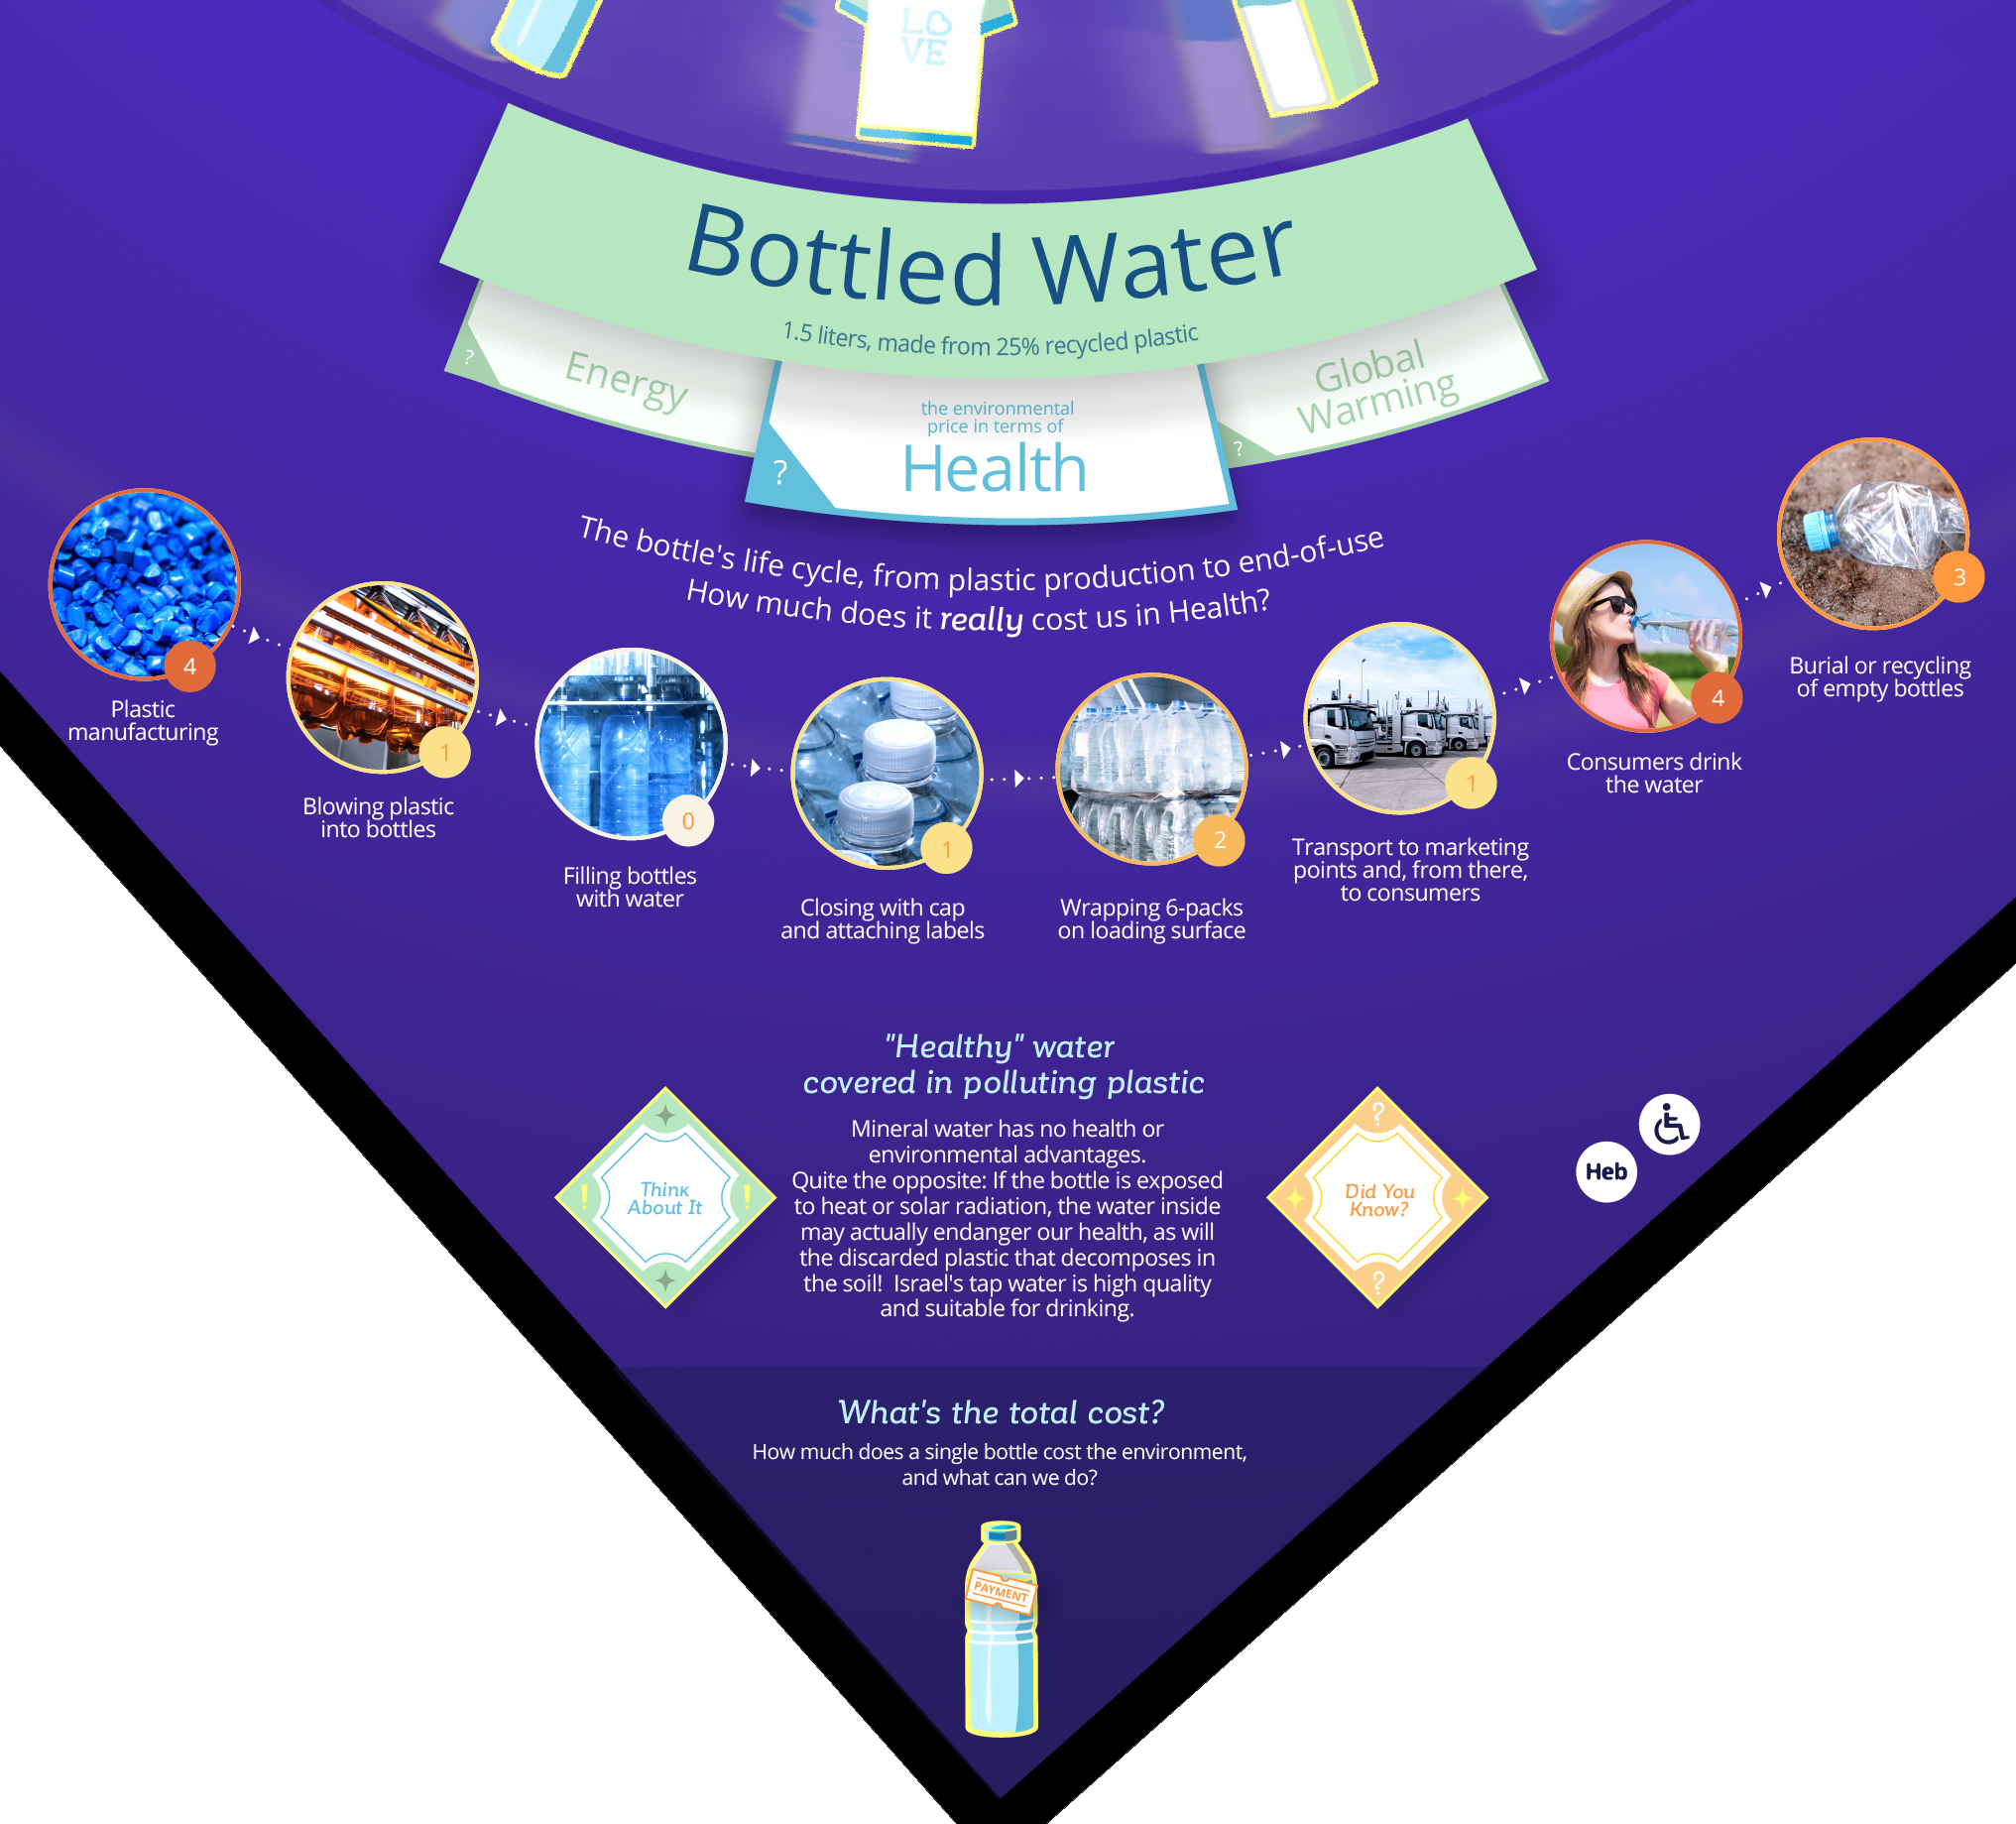 LO
VE
Bottled Water
1.5 liters, made from 25% recycled plastic
?
Energy
the environmental
price in terms of
Health
?
Global
Warming
?
The bottle's life cycle, from plastic production to end-of-use
How much does it really cost us in Health?
4
Plastic
manufacturing
1
Blowing plastic
into bottles
0
Filling bottles
with water
1
Closing with cap
and attaching labels
2
Wrapping 6-packs
on loading surface
1
Transport to marketing
points and, from there,
to consumers
4
Consumers drink
the water
3
Burial or recycling
of empty bottles
"Healthy" water
covered in polluting plastic
Mineral water has no health or
environmental advantages.
Quite the opposite: If the bottle is exposed
to heat or solar radiation, the water inside
may actually endanger our health, as will
the discarded plastic that decomposes in
the soil! Israel's tap water is high quality
and suitable for drinking.
! !
Think
About It
?
Did You
Know?
?
Heb
What's the total cost?
How much does a single bottle cost the environment,
and what can we do?
PAYMENT